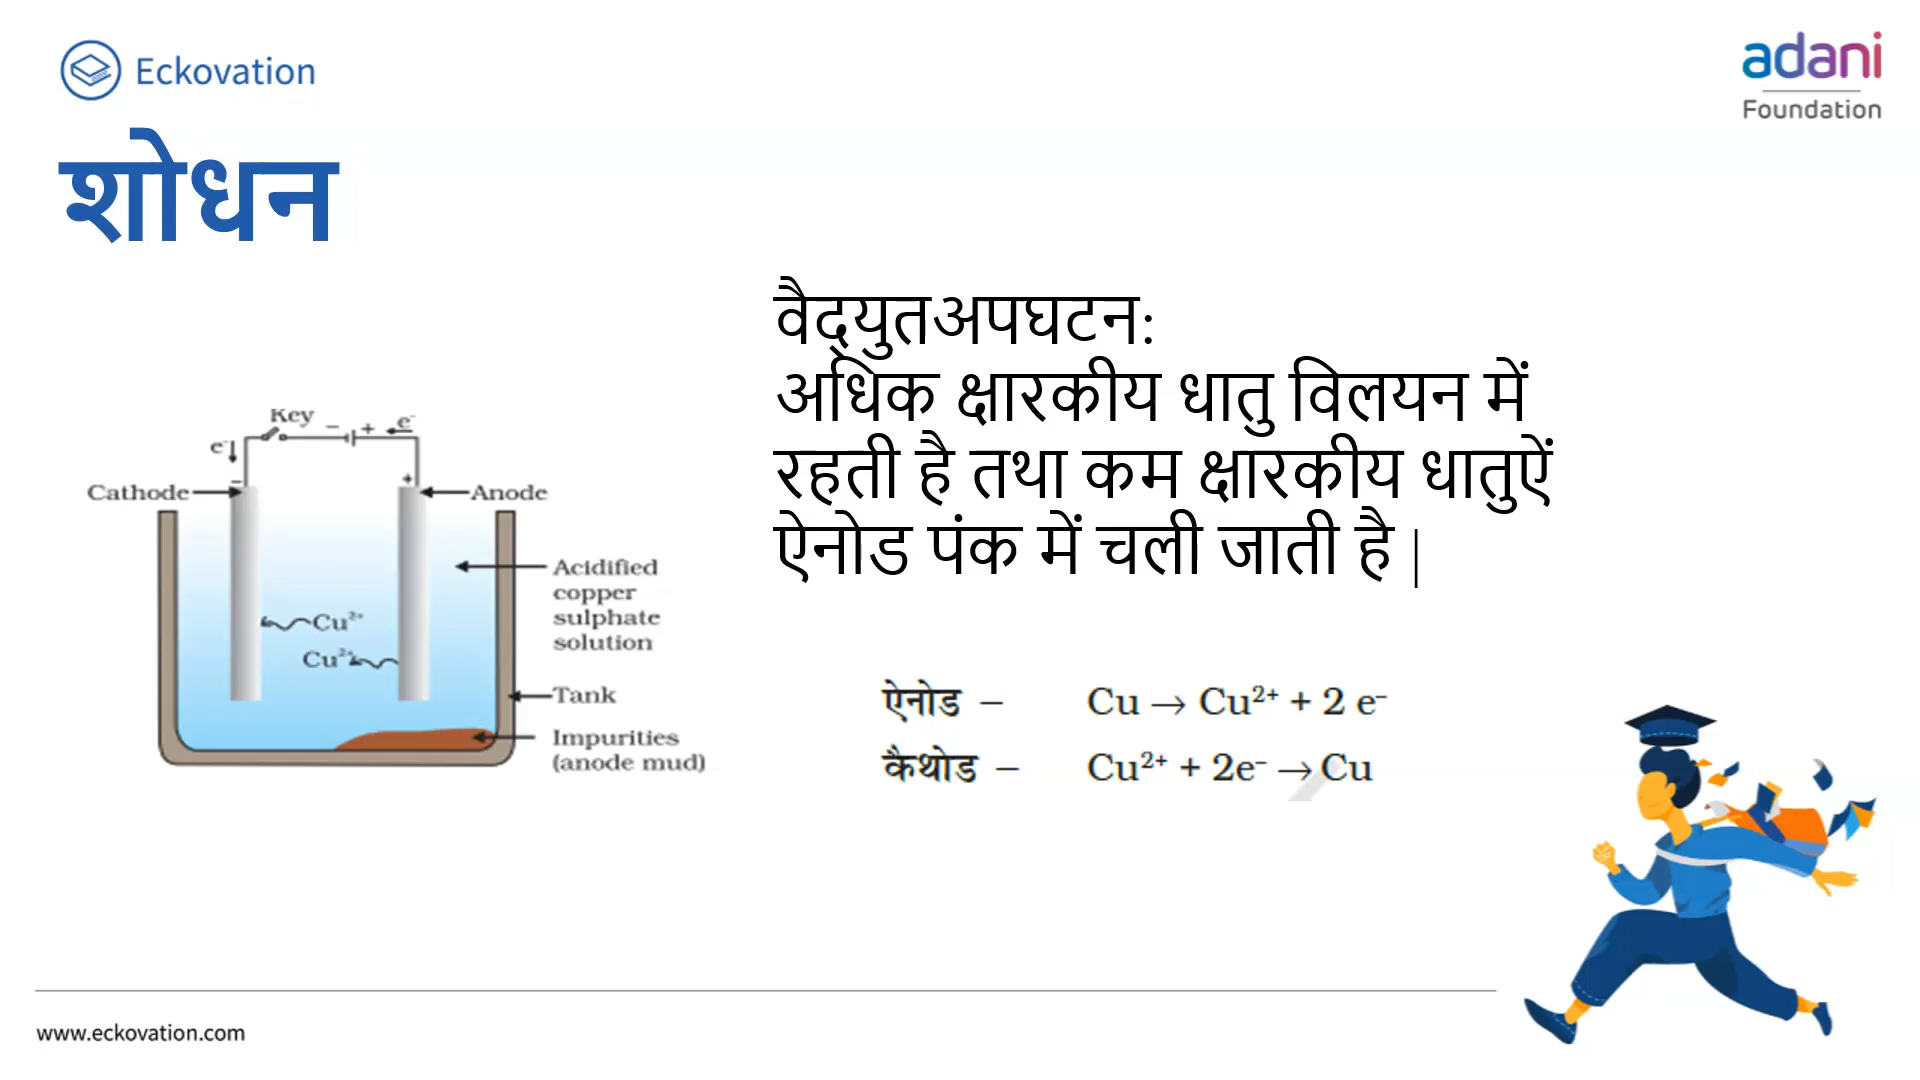 Eckovation
adani
Foundation
शोधन
वैद्युतअपघटन:
अधिक क्षारकीय धातु विलयन में
रहती है तथा कम क्षारकीय धातुऐं
ऐनोड पंक में चली जाती है |
Key
− + e⁻
e⁻
− +
Cathode
Anode
Acidified
copper
sulphate
solution
Cu²⁺
Cu²⁺
Tank
Impurities
(anode mud)
ऐनोड – Cu → Cu²⁺ + 2 e⁻
कैथोड – Cu²⁺ + 2e⁻ → Cu
www.eckovation.com